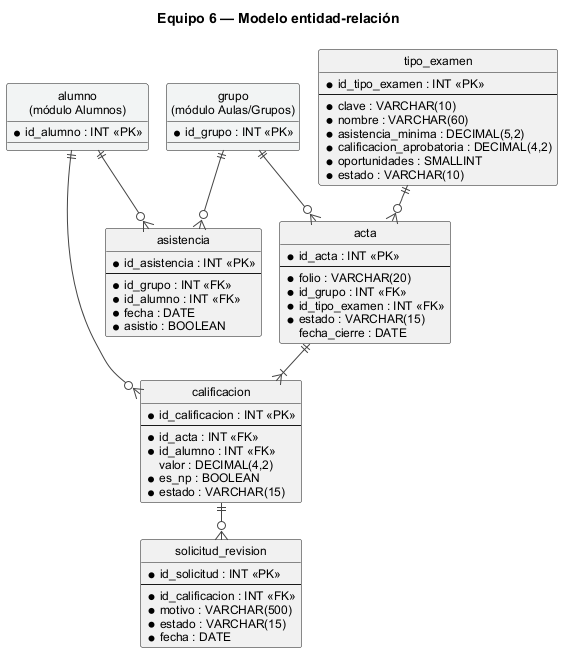 Equipo 6 — Modelo entidad-relación
tipo_examen
id_tipo_examen : INT «PK»
clave : VARCHAR(10)
nombre : VARCHAR(60)
asistencia_minima : DECIMAL(5,2)
calificacion_aprobatoria : DECIMAL(4,2)
oportunidades : SMALLINT
estado : VARCHAR(10)
alumno
(módulo Alumnos)
id_alumno : INT «PK»
grupo
(módulo Aulas/Grupos)
id_grupo : INT «PK»
asistencia
id_asistencia : INT «PK»
id_grupo : INT «FK»
id_alumno : INT «FK»
fecha : DATE
asistio : BOOLEAN
acta
id_acta : INT «PK»
folio : VARCHAR(20)
id_grupo : INT «FK»
id_tipo_examen : INT «FK»
estado : VARCHAR(15)
fecha_cierre : DATE
calificacion
id_calificacion : INT «PK»
id_acta : INT «FK»
id_alumno : INT «FK»
valor : DECIMAL(4,2)
es_np : BOOLEAN
estado : VARCHAR(15)
solicitud_revision
id_solicitud : INT «PK»
id_calificacion : INT «FK»
motivo : VARCHAR(500)
estado : VARCHAR(15)
fecha : DATE